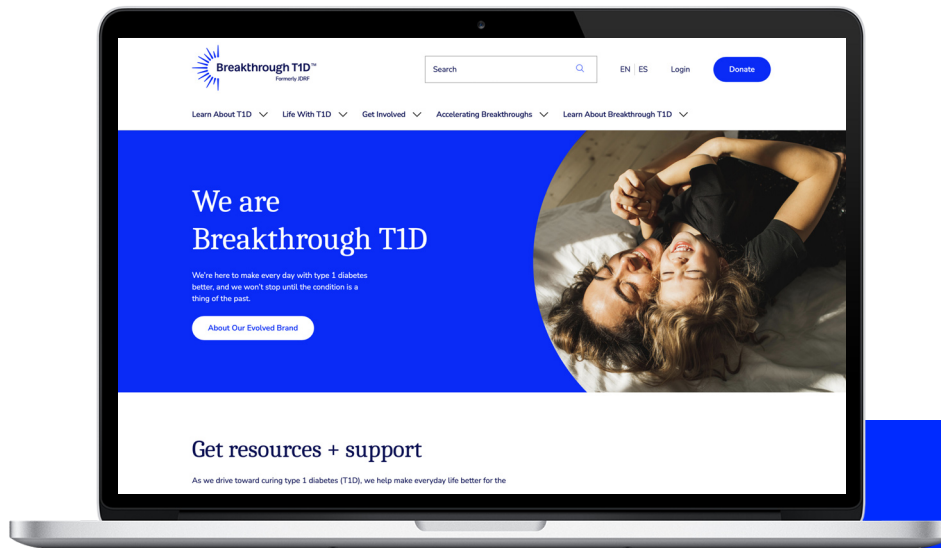 Breakthrough T1D™
Formerly JDRF
Search
EN | ES
Login
Donate
Learn About T1D
Life With T1D
Get Involved
Accelerating Breakthroughs
Learn About Breakthrough T1D
We are
Breakthrough T1D
We're here to make every day with type 1 diabetes
better, and we won't stop until the condition is a
thing of the past.
About Our Evolved Brand
Get resources + support
As we drive toward curing type 1 diabetes (T1D), we help make everyday life better for the